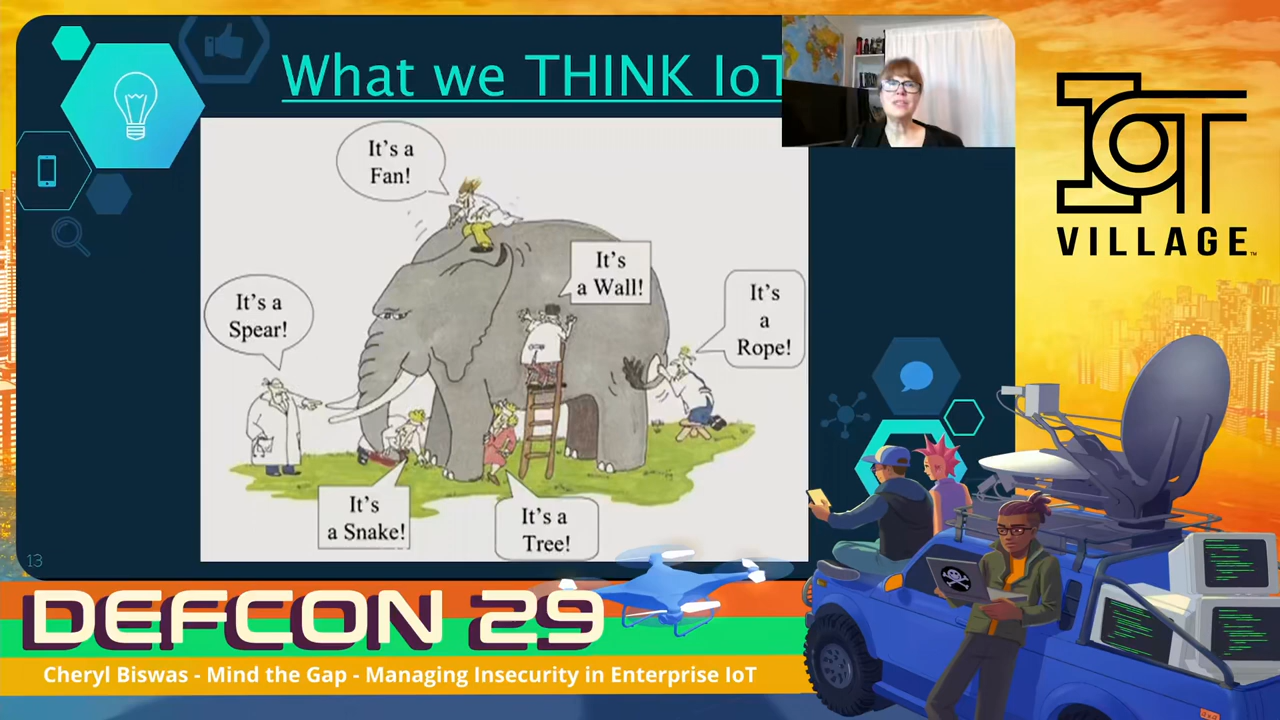 What we THINK IoT
It's a
Fan!
It's
a Wall!
It's a
Spear!
It's
a
Rope!
It's
a Snake!
It's a
Tree!
13
IOT
VILLAGE
DEFCON 29
Cheryl Biswas - Mind the Gap - Managing Insecurity in Enterprise IoT